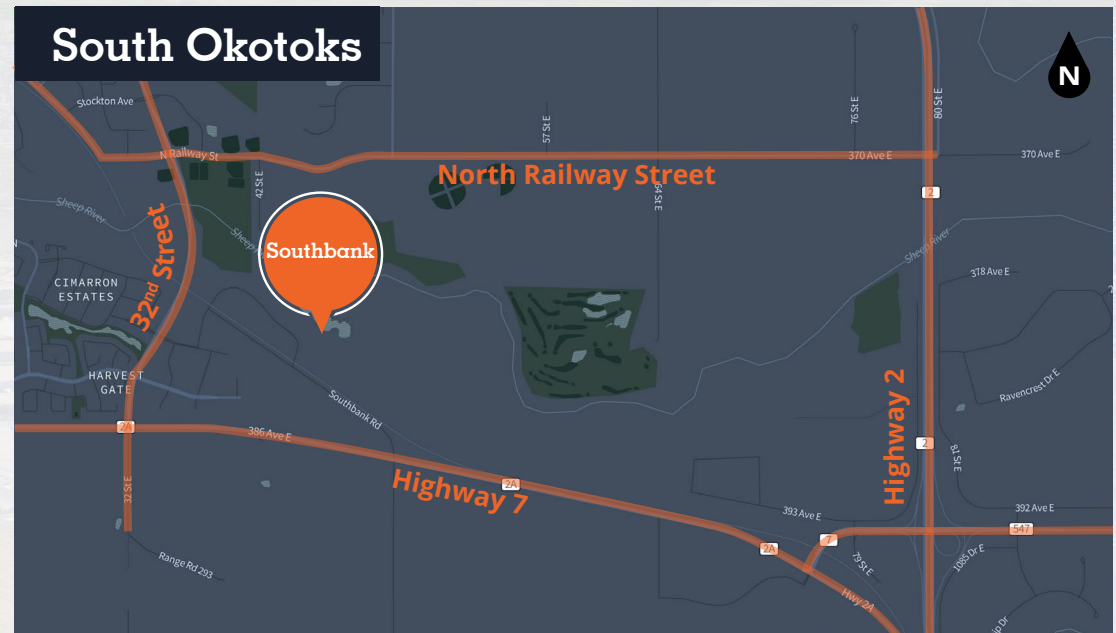 South Okotoks
N
Stockton Ave
N Railway St
42 St E
57 St E
76 St E
80 St E
370 Ave E
370 Ave E
North Railway Street
64 St E
2
Sheep River
Southbank
Sheep River
378 Ave E
32nd Street
CIMARRON
ESTATES
HARVEST
GATE
Southbank Rd
Ravencrest Dr E
Highway 2
2A
386 Ave E
2
81 St E
32 St E
Highway 7
2A
393 Ave E
392 Ave E
547
7
2A
79 St E
1085 Dr E
Range Rd 293
Hwy 2A